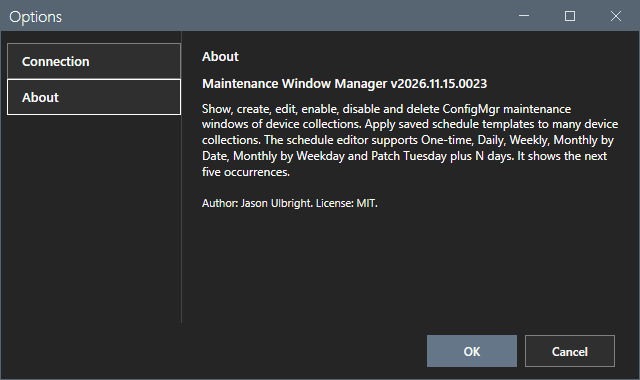 Options
Connection
About
About
Maintenance Window Manager v2026.11.15.0023
Show, create, edit, enable, disable and delete ConfigMgr maintenance
windows of device collections. Apply saved schedule templates to many device
collections. The schedule editor supports One-time, Daily, Weekly, Monthly by
Date, Monthly by Weekday and Patch Tuesday plus N days. It shows the next
five occurrences.
Author: Jason Ulbright. License: MIT.
OK
Cancel